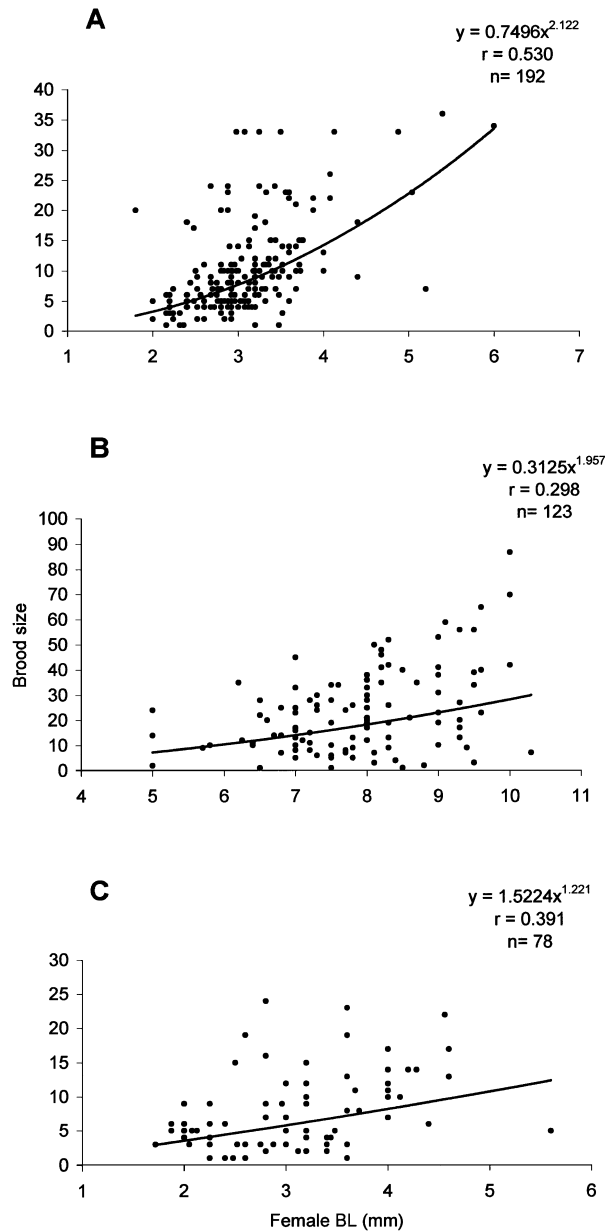 A
y = 0.7496x^2.122
r = 0.530
n= 192
40
35
30
25
20
15
10
5
0
1 2 3 4 5 6 7
B
y = 0.3125x^1.957
r = 0.298
n= 123
100
90
80
70
60
50
40
30
20
10
0
Brood size
4 5 6 7 8 9 10 11
C
y = 1.5224x^1.221
r = 0.391
n= 78
30
25
20
15
10
5
0
1 2 3 4 5 6
Female BL (mm)